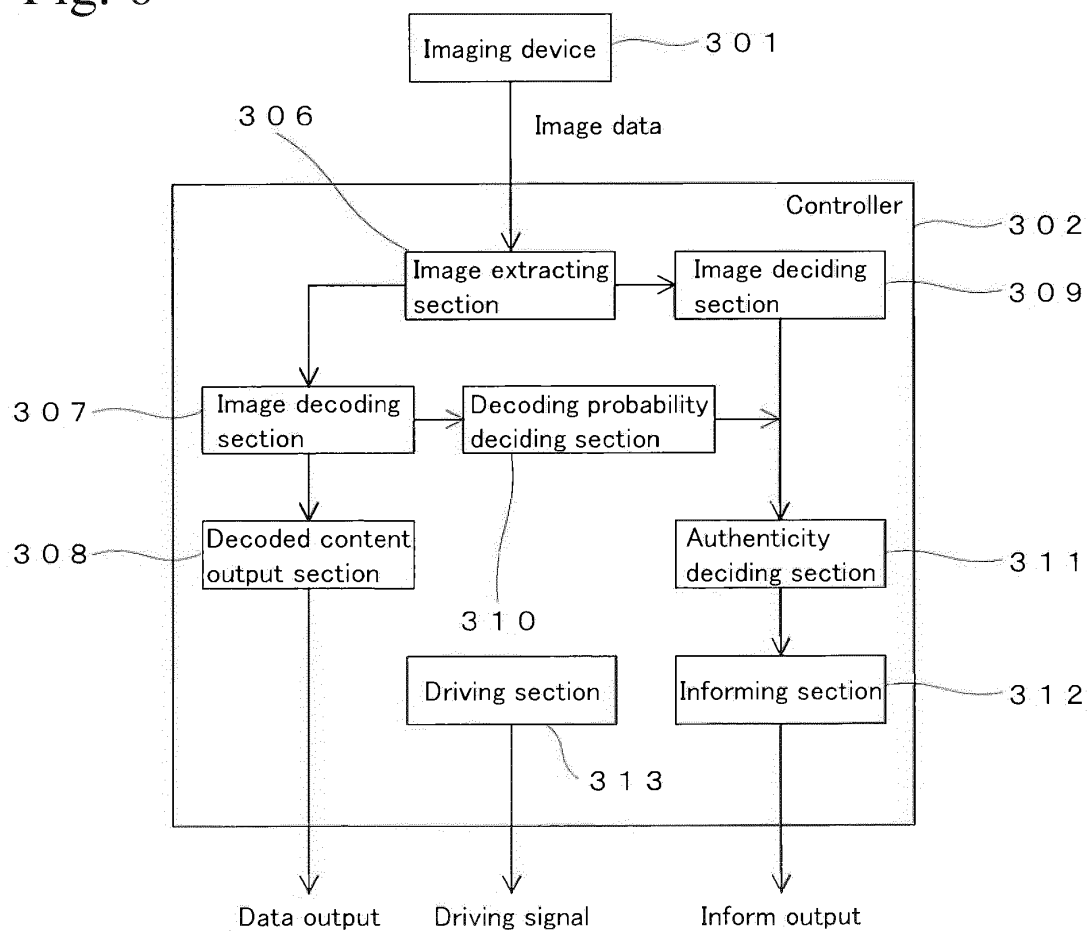 Imaging device
301
306
Image data
Controller
302
Image extracting
section
Image deciding
section
309
307
Image decoding
section
Decoding probability
deciding section
308
Decoded content
output section
Authenticity
deciding section
311
310
Driving section
Informing section
312
313
Data output
Driving signal
Inform output